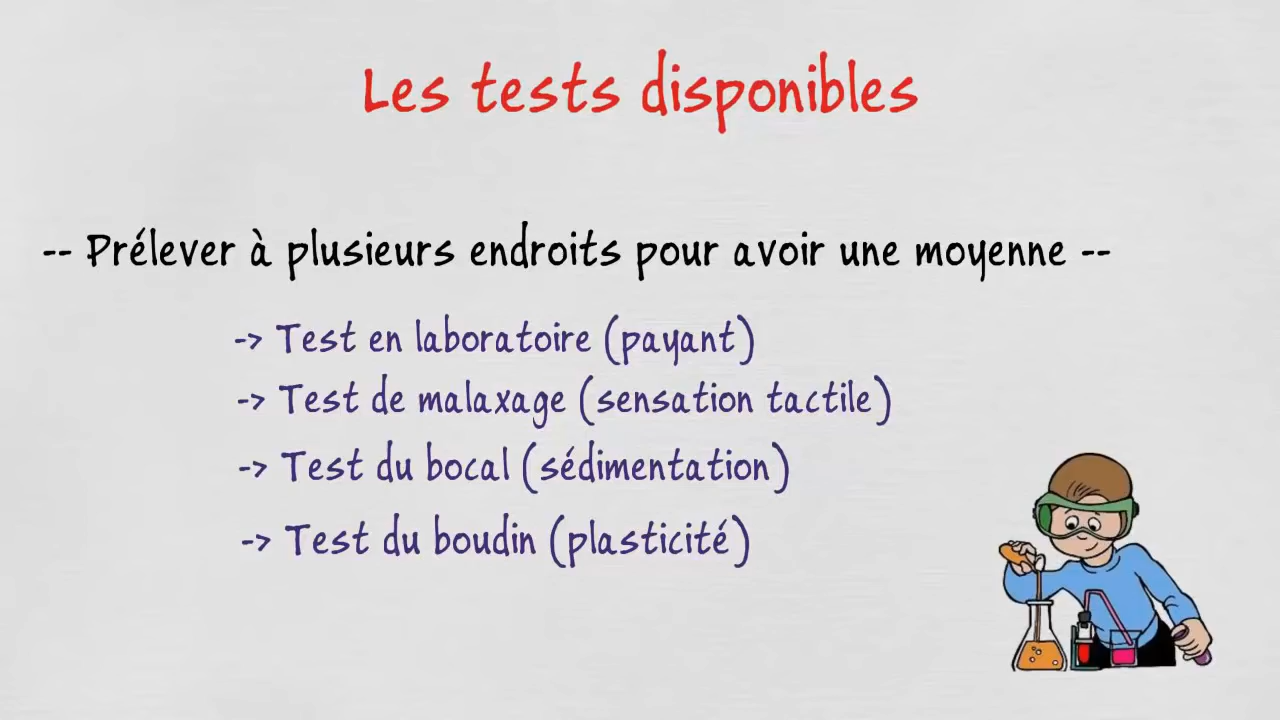 Les tests disponibles
-- Prélever à plusieurs endroits pour avoir une moyenne --
-> Test en laboratoire (payant)
-> Test de malaxage (sensation tactile)
-> Test du bocal (sédimentation)
-> Test du boudin (plasticité)